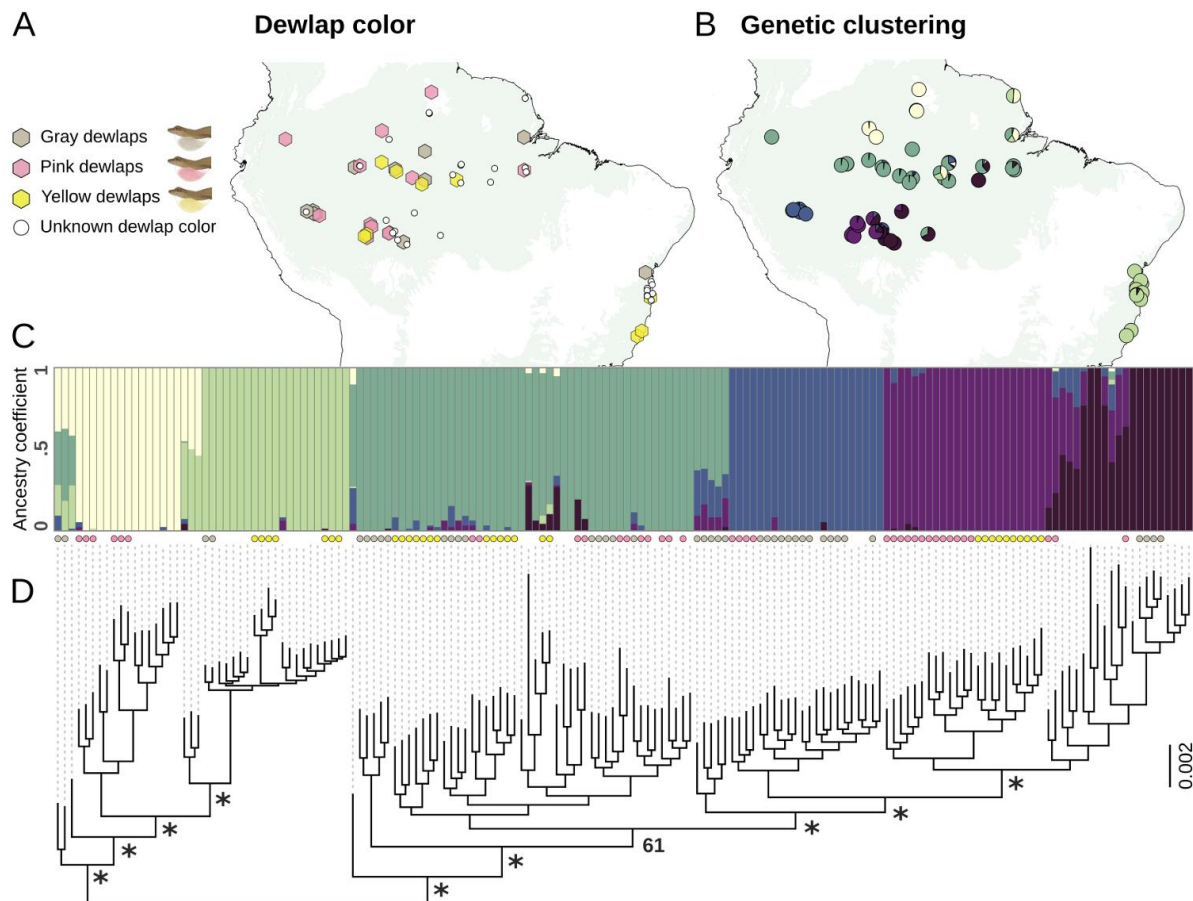 A
Dewlap color
B
Genetic clustering
Gray dewlaps
Pink dewlaps
Yellow dewlaps
Unknown dewlap color
C
1
.5
0
Ancestry coefficient
D
0.002
*
*
61
*
*
*
*
*
*
*